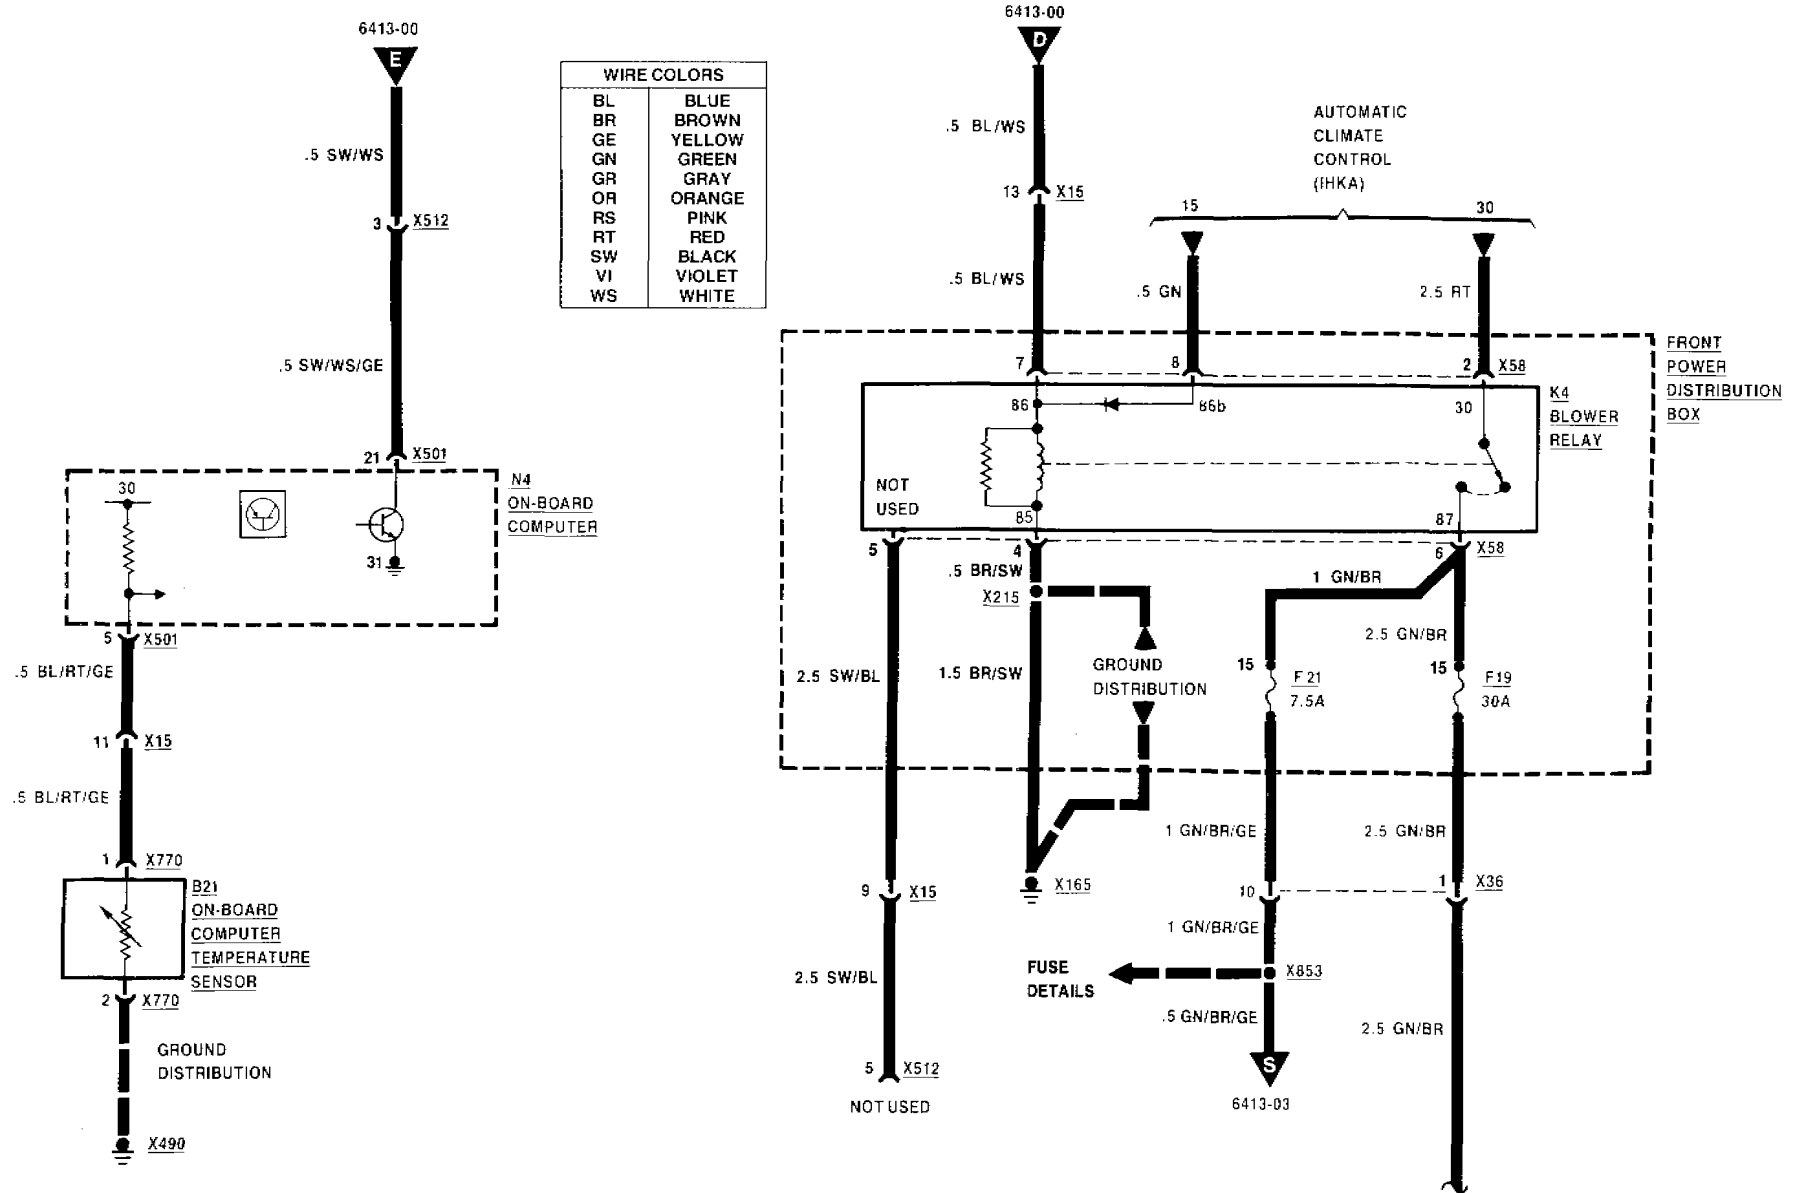 6413-00
E
.5 SW/WS
3 X512
.5 SW/WS/GE
21 X501
30
31
N4
ON-BOARD
COMPUTER
5 X501
.5 BL/RT/GE
11 X15
.5 BL/RT/GE
1 X770
B21
ON-BOARD
COMPUTER
TEMPERATURE
SENSOR
2 X770
GROUND
DISTRIBUTION
X490
WIRE COLORS
BL BLUE
BR BROWN
GE YELLOW
GN GREEN
GR GRAY
OR ORANGE
RS PINK
RT RED
SW BLACK
VI VIOLET
WS WHITE
6413-00
D
.5 BL/WS
13 X15
.5 BL/WS
AUTOMATIC
CLIMATE
CONTROL
(IHKA)
15
30
.5 GN
2.5 RT
7
8
2 X58
FRONT
POWER
DISTRIBUTION
BOX
K4
BLOWER
RELAY
86
86b
30
NOT
USED
85
87
5
4
6 X58
.5 BR/SW
X215
1 GN/BR
2.5 GN/BR
2.5 SW/BL
1.5 BR/SW
GROUND
DISTRIBUTION
15
F21
7.5A
15
F19
30A
1 GN/BR/GE
2.5 GN/BR
9 X15
X165
10
1 X36
1 GN/BR/GE
FUSE
DETAILS
X853
2.5 SW/BL
.5 GN/BR/GE
2.5 GN/BR
5 X512
NOT USED
S
6413-03